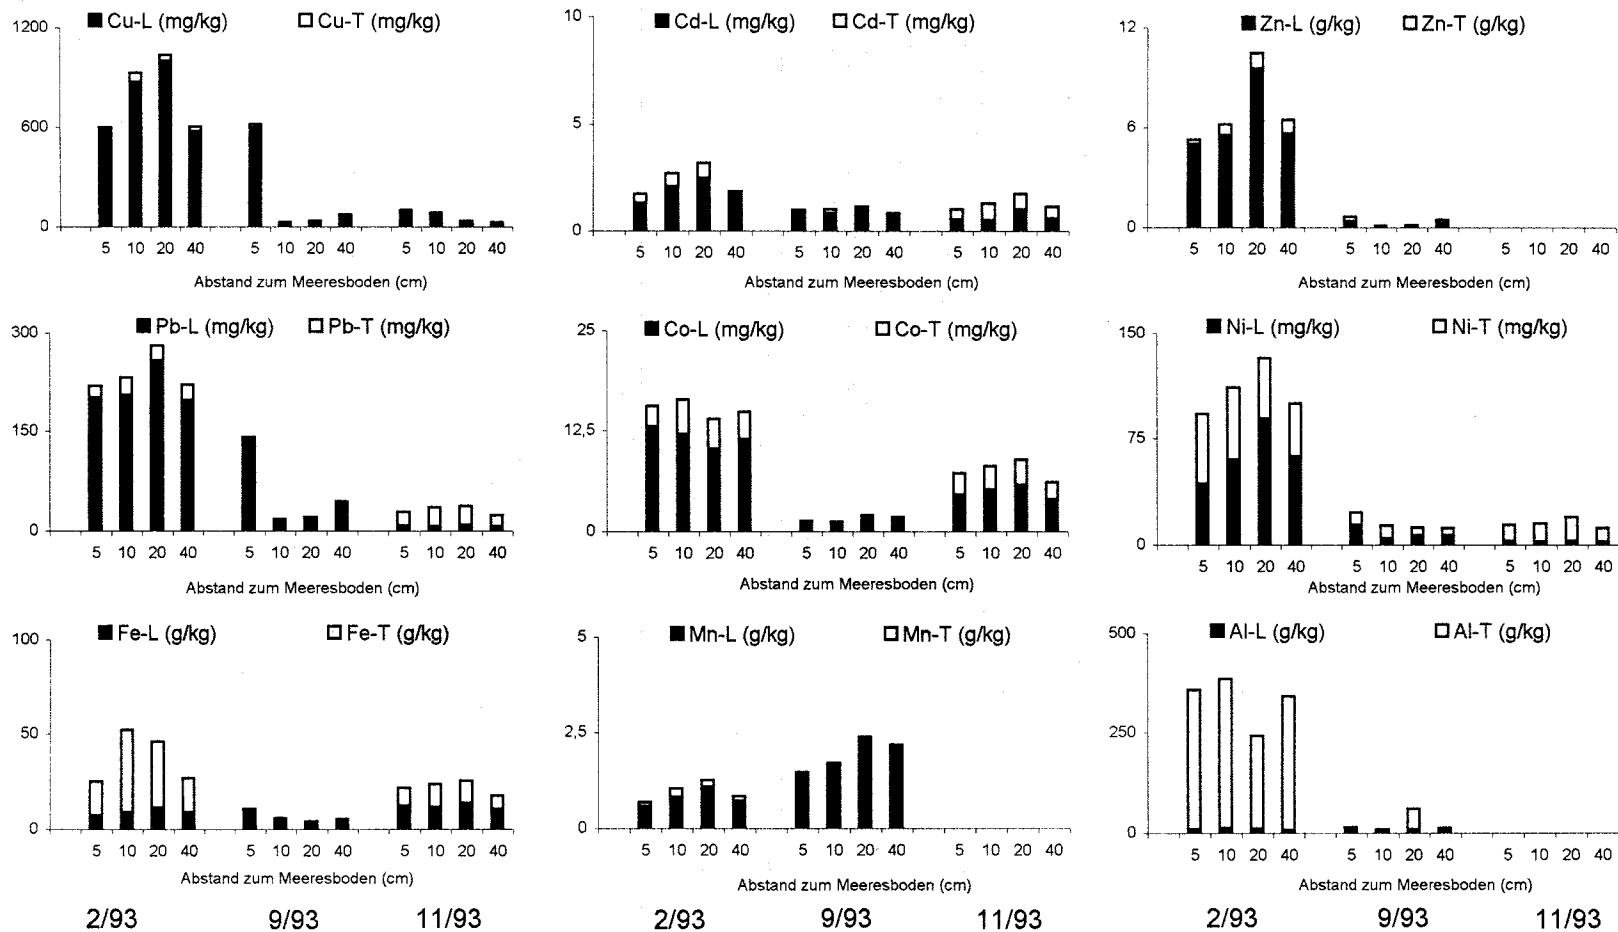 Cu-L (mg/kg) Cu-T (mg/kg)
1200
600
0
5 10 20 40 5 10 20 40 5 10 20 40
Abstand zum Meeresboden (cm)
Cd-L (mg/kg) Cd-T (mg/kg)
10
5
0
5 10 20 40 5 10 20 40 5 10 20 40
Abstand zum Meeresboden (cm)
Zn-L (g/kg) Zn-T (g/kg)
12
6
0
5 10 20 40 5 10 20 40 5 10 20 40
Abstand zum Meeresboden (cm)
Pb-L (mg/kg) Pb-T (mg/kg)
300
150
0
5 10 20 40 5 10 20 40 5 10 20 40
Abstand zum Meeresboden (cm)
Co-L (mg/kg) Co-T (mg/kg)
25
12,5
0
5 10 20 40 5 10 20 40 5 10 20 40
Abstand zum Meeresboden (cm)
Ni-L (mg/kg) Ni-T (mg/kg)
150
75
0
5 10 20 40 5 10 20 40 5 10 20 40
Abstand zum Meeresboden (cm)
Fe-L (g/kg) Fe-T (g/kg)
100
50
0
5 10 20 40 5 10 20 40 5 10 20 40
Abstand zum Meeresboden (cm)
Mn-L (g/kg) Mn-T (g/kg)
5
2,5
0
5 10 20 40 5 10 20 40 5 10 20 40
Abstand zum Meeresboden (cm)
Al-L (g/kg) Al-T (g/kg)
500
250
0
5 10 20 40 5 10 20 40 5 10 20 40
Abstand zum Meeresboden (cm)
2/93 9/93 11/93 2/93 9/93 11/93 2/93 9/93 11/93